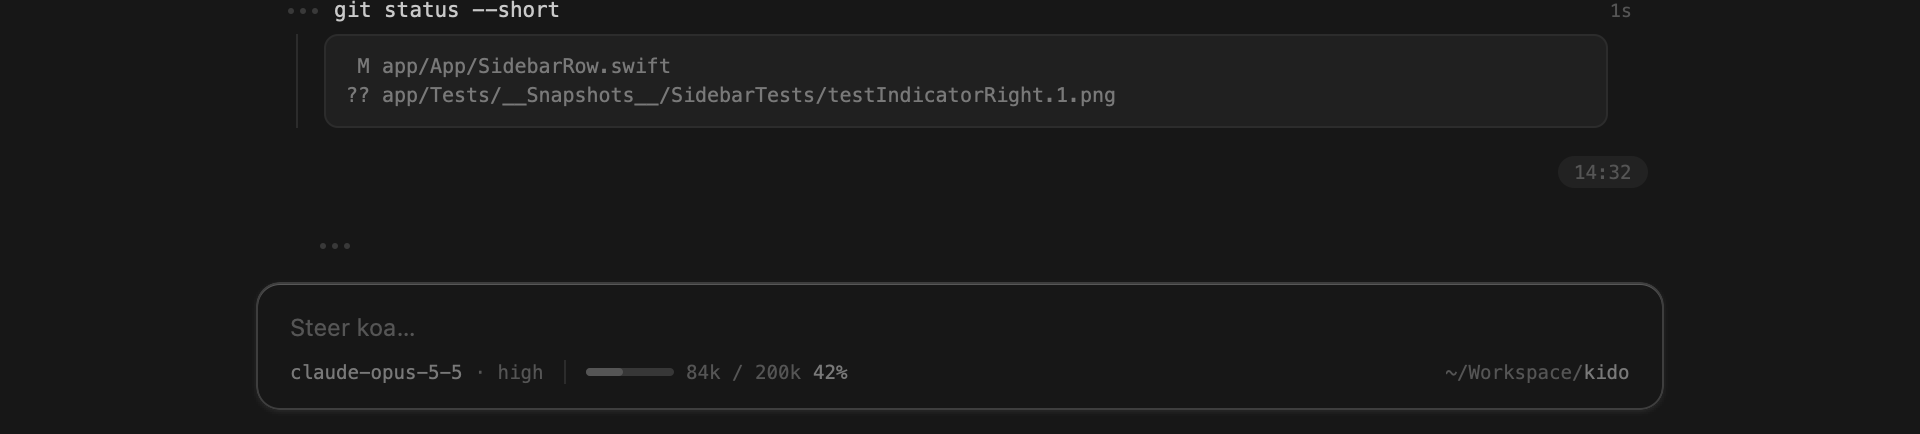 git status --short
1s
 M app/App/SidebarRow.swift
?? app/Tests/__Snapshots__/SidebarTests/testIndicatorRight.1.png
14:32
Steer koa...
claude-opus-5-5 · high 84k / 200k 42% ~/Workspace/kido